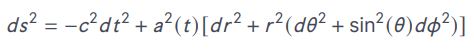 ds² = −c²dt² + a²(t)[dr² + r²(dθ² + sin²(θ)dϕ²)]